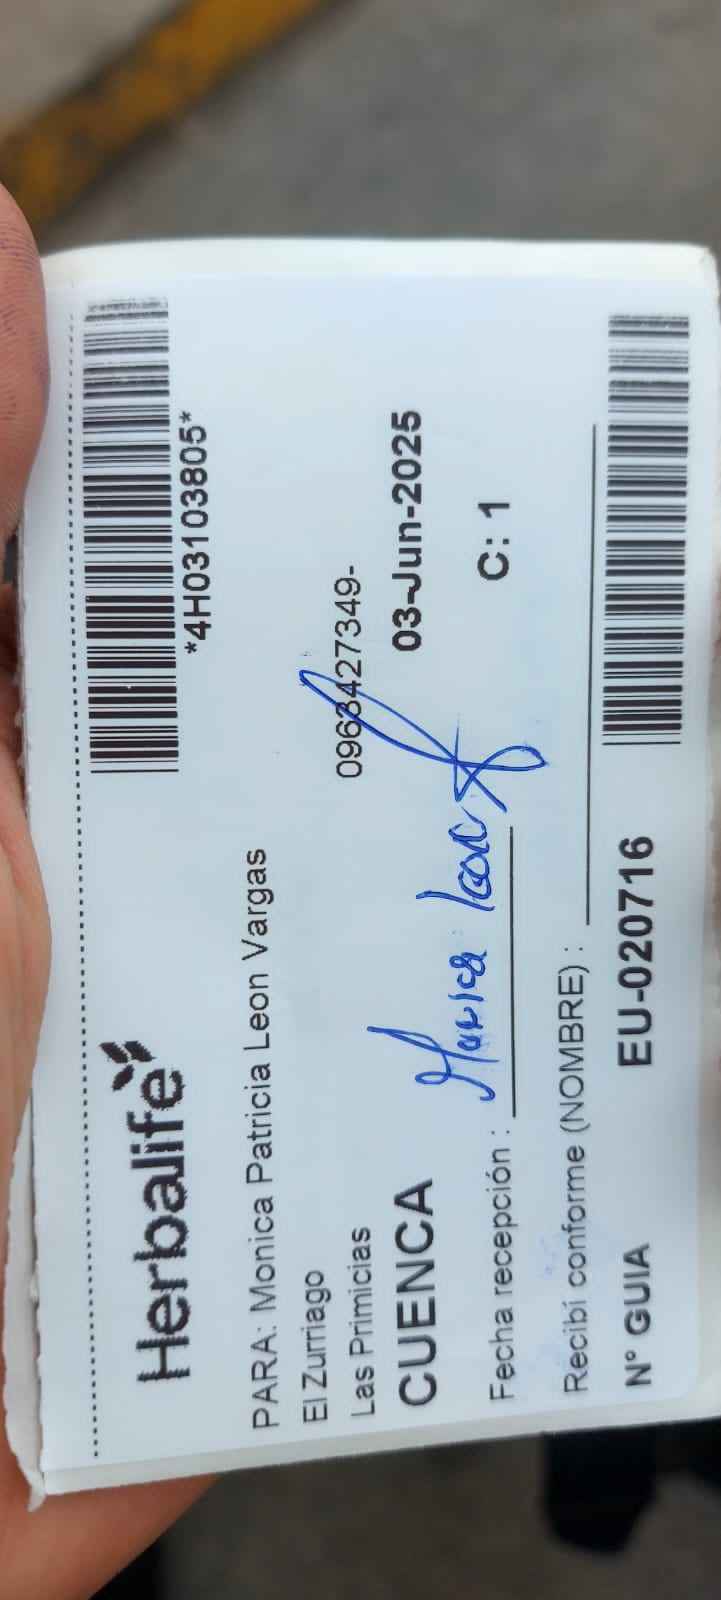 Herbalife
*4H03103805*
PARA: Monica Patricia Leon Vargas
El Zurriago
Las Primicias
0963427349-
CUENCA
03-Jun-2025
Monica Leon
Fecha recepción :
C: 1
Recibí conforme (NOMBRE) :
N° GUIA EU-020716